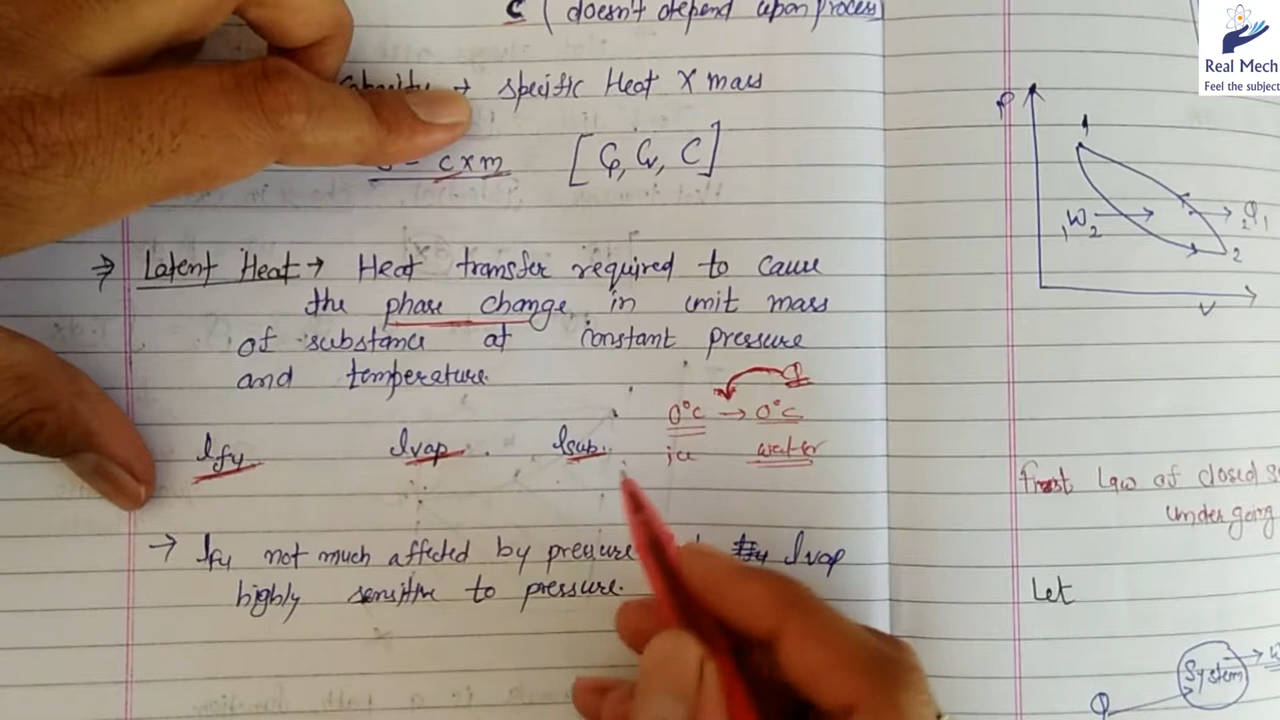 C (doesn't depend upon process)
→ specific Heat X mass
= C x m [Cp, Cv, C]
⇒ Latent Heat → Heat transfer required to cause
the phase change in unit mass
of substance at constant pressure
and temperature.
0°C → 0°C
Q
lfy lvap. lsub.
ice water
→ lfy not much affected by pressure lvap
highly sensitive to pressure.
Real Mech
Feel the subject
P
1
1W2
2Q1
2
V
First Law of closed s
undergoing
Let
System
Q